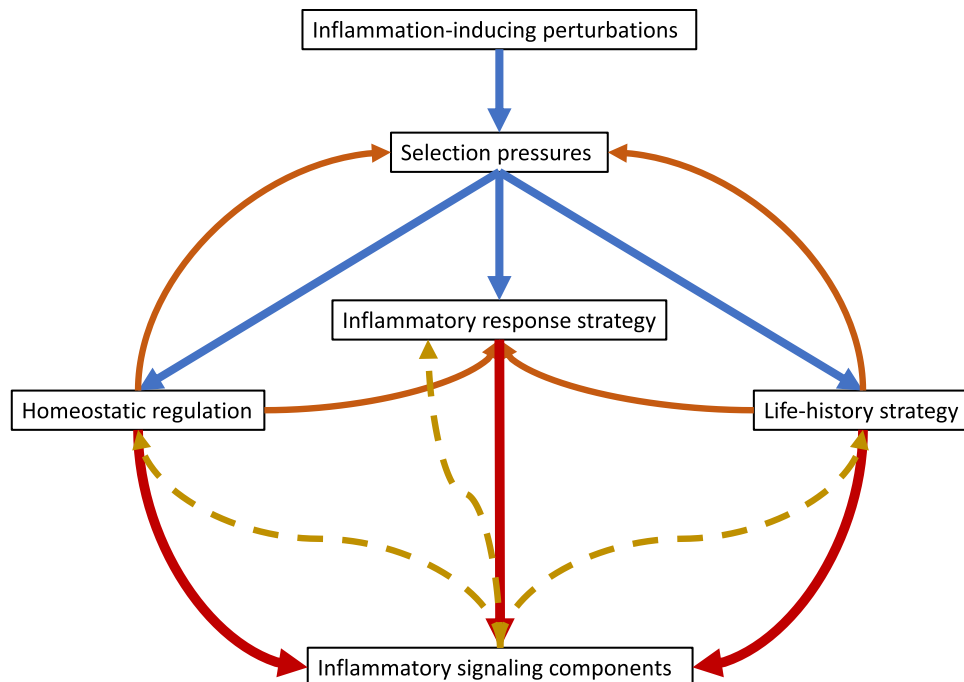 Inflammation-inducing perturbations
Selection pressures
Inflammatory response strategy
Homeostatic regulation
Life-history strategy
Inflammatory signaling components